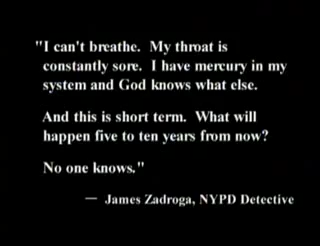 "I can't breathe. My throat is
constantly sore. I have mercury in my
system and God knows what else.
And this is short term. What will
happen five to ten years from now?
No one knows."
— James Zadroga, NYPD Detective